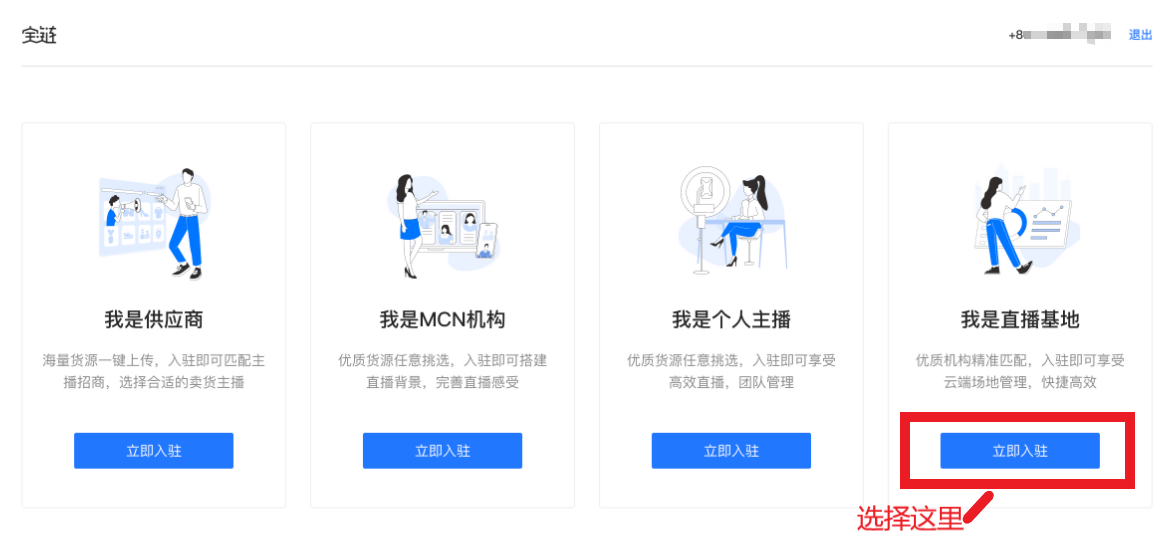 全链
+8
退出
我是供应商
海量货源一键上传，入驻即可匹配主
播招商，选择合适的卖货主播
立即入驻
我是MCN机构
优质货源任意挑选，入驻即可搭建
直播背景，完善直播感受
立即入驻
我是个人主播
优质货源任意挑选，入驻即可享受
高效直播，团队管理
立即入驻
我是直播基地
优质机构精准匹配，入驻即可享受
云端场地管理，快捷高效
立即入驻
选择这里